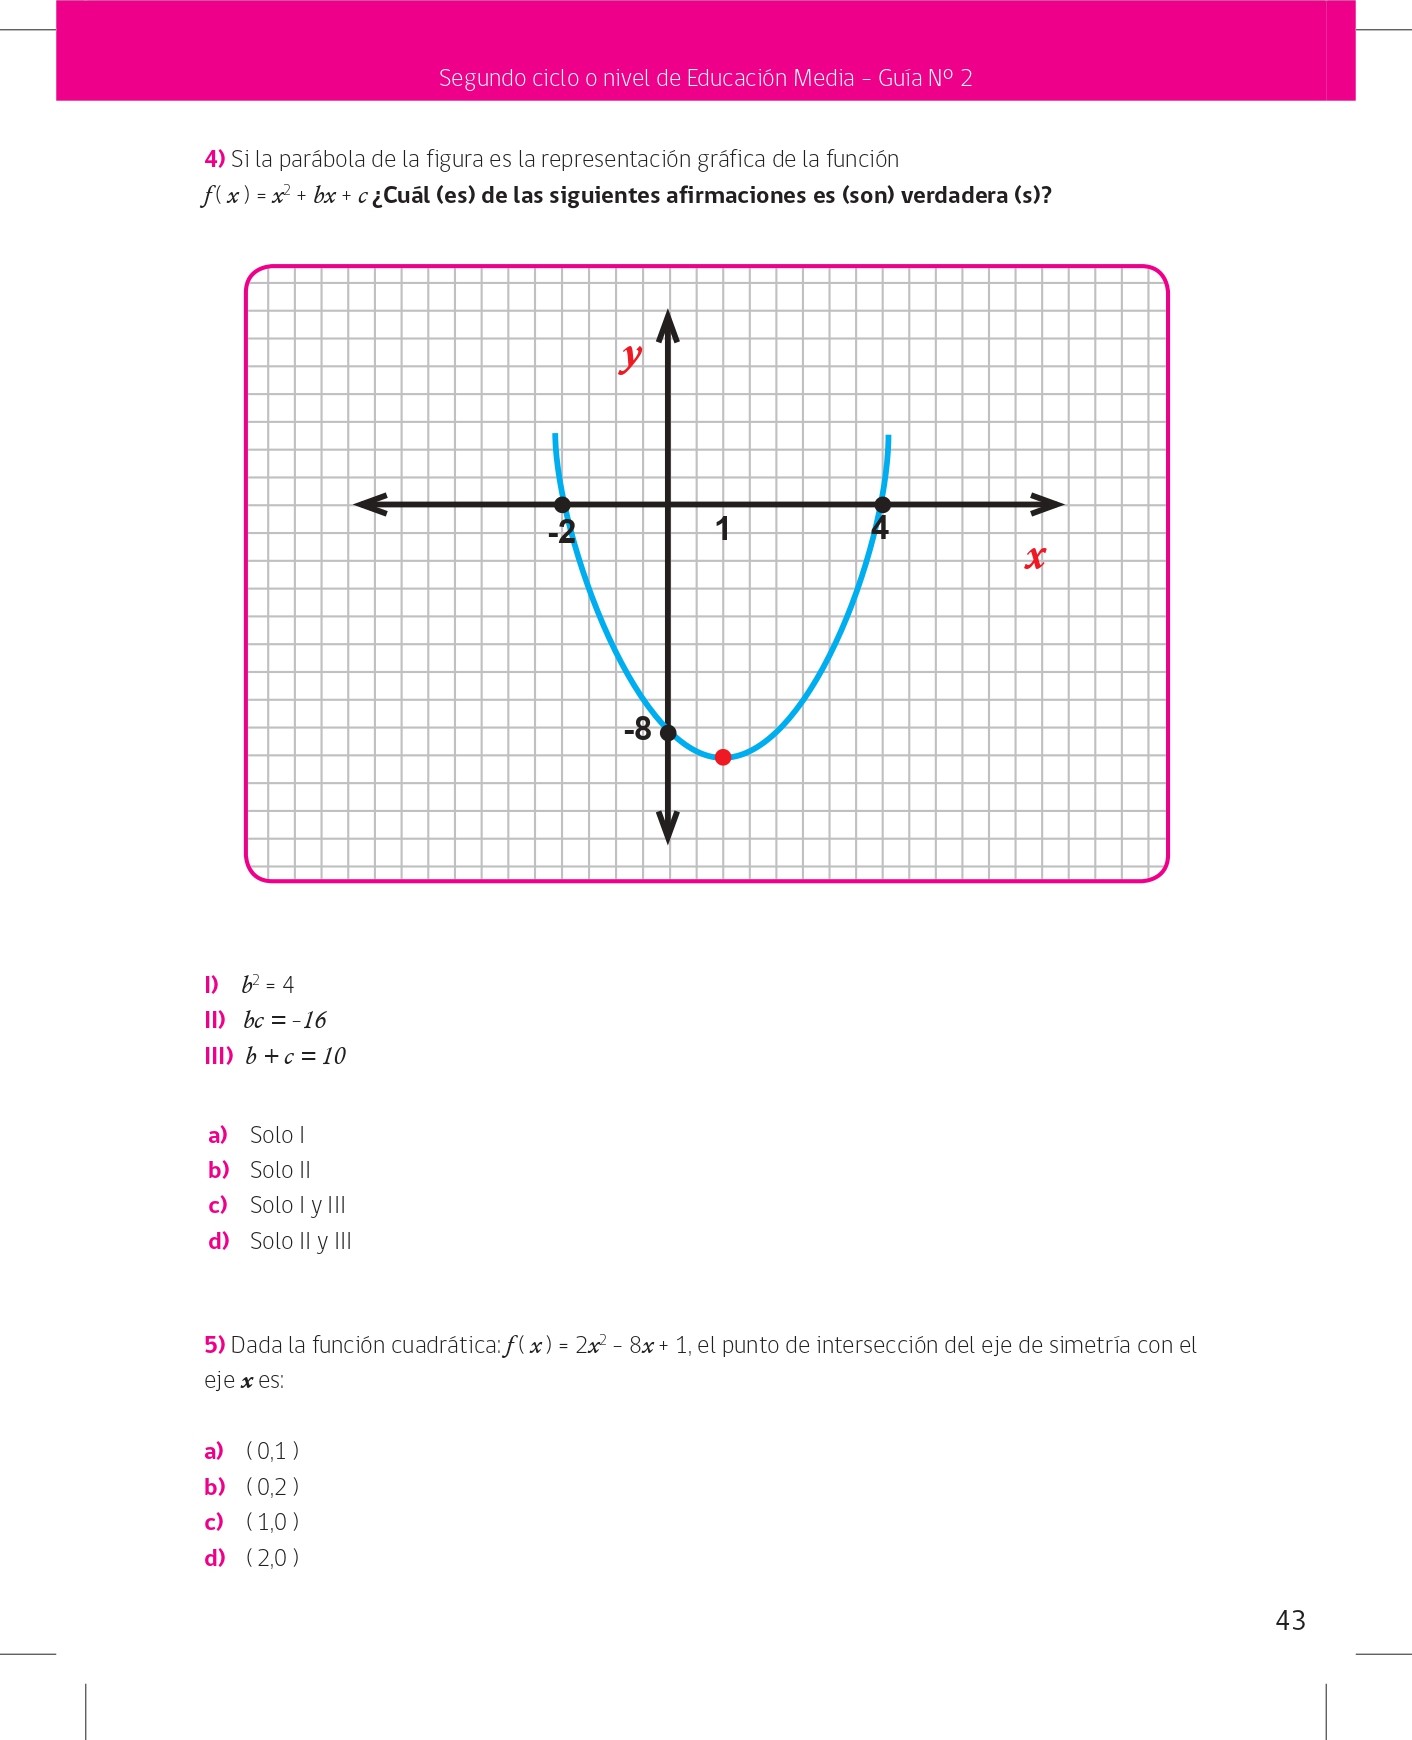 Segundo ciclo o nivel de Educación Media – Guía Nº 2
4) Si la parábola de la figura es la representación gráfica de la función
f( x ) = x² + bx + c ¿Cuál (es) de las siguientes afirmaciones es (son) verdadera (s)?
y
-2
1
4
x
-8
I) b² = 4
II) bc = –16
III) b + c = 10
a) Solo I
b) Solo II
c) Solo I y III
d) Solo II y III
5) Dada la función cuadrática: f( x ) = 2x² – 8x + 1, el punto de intersección del eje de simetría con el
eje x es:
a) ( 0,1 )
b) ( 0,2 )
c) ( 1,0 )
d) ( 2,0 )
43